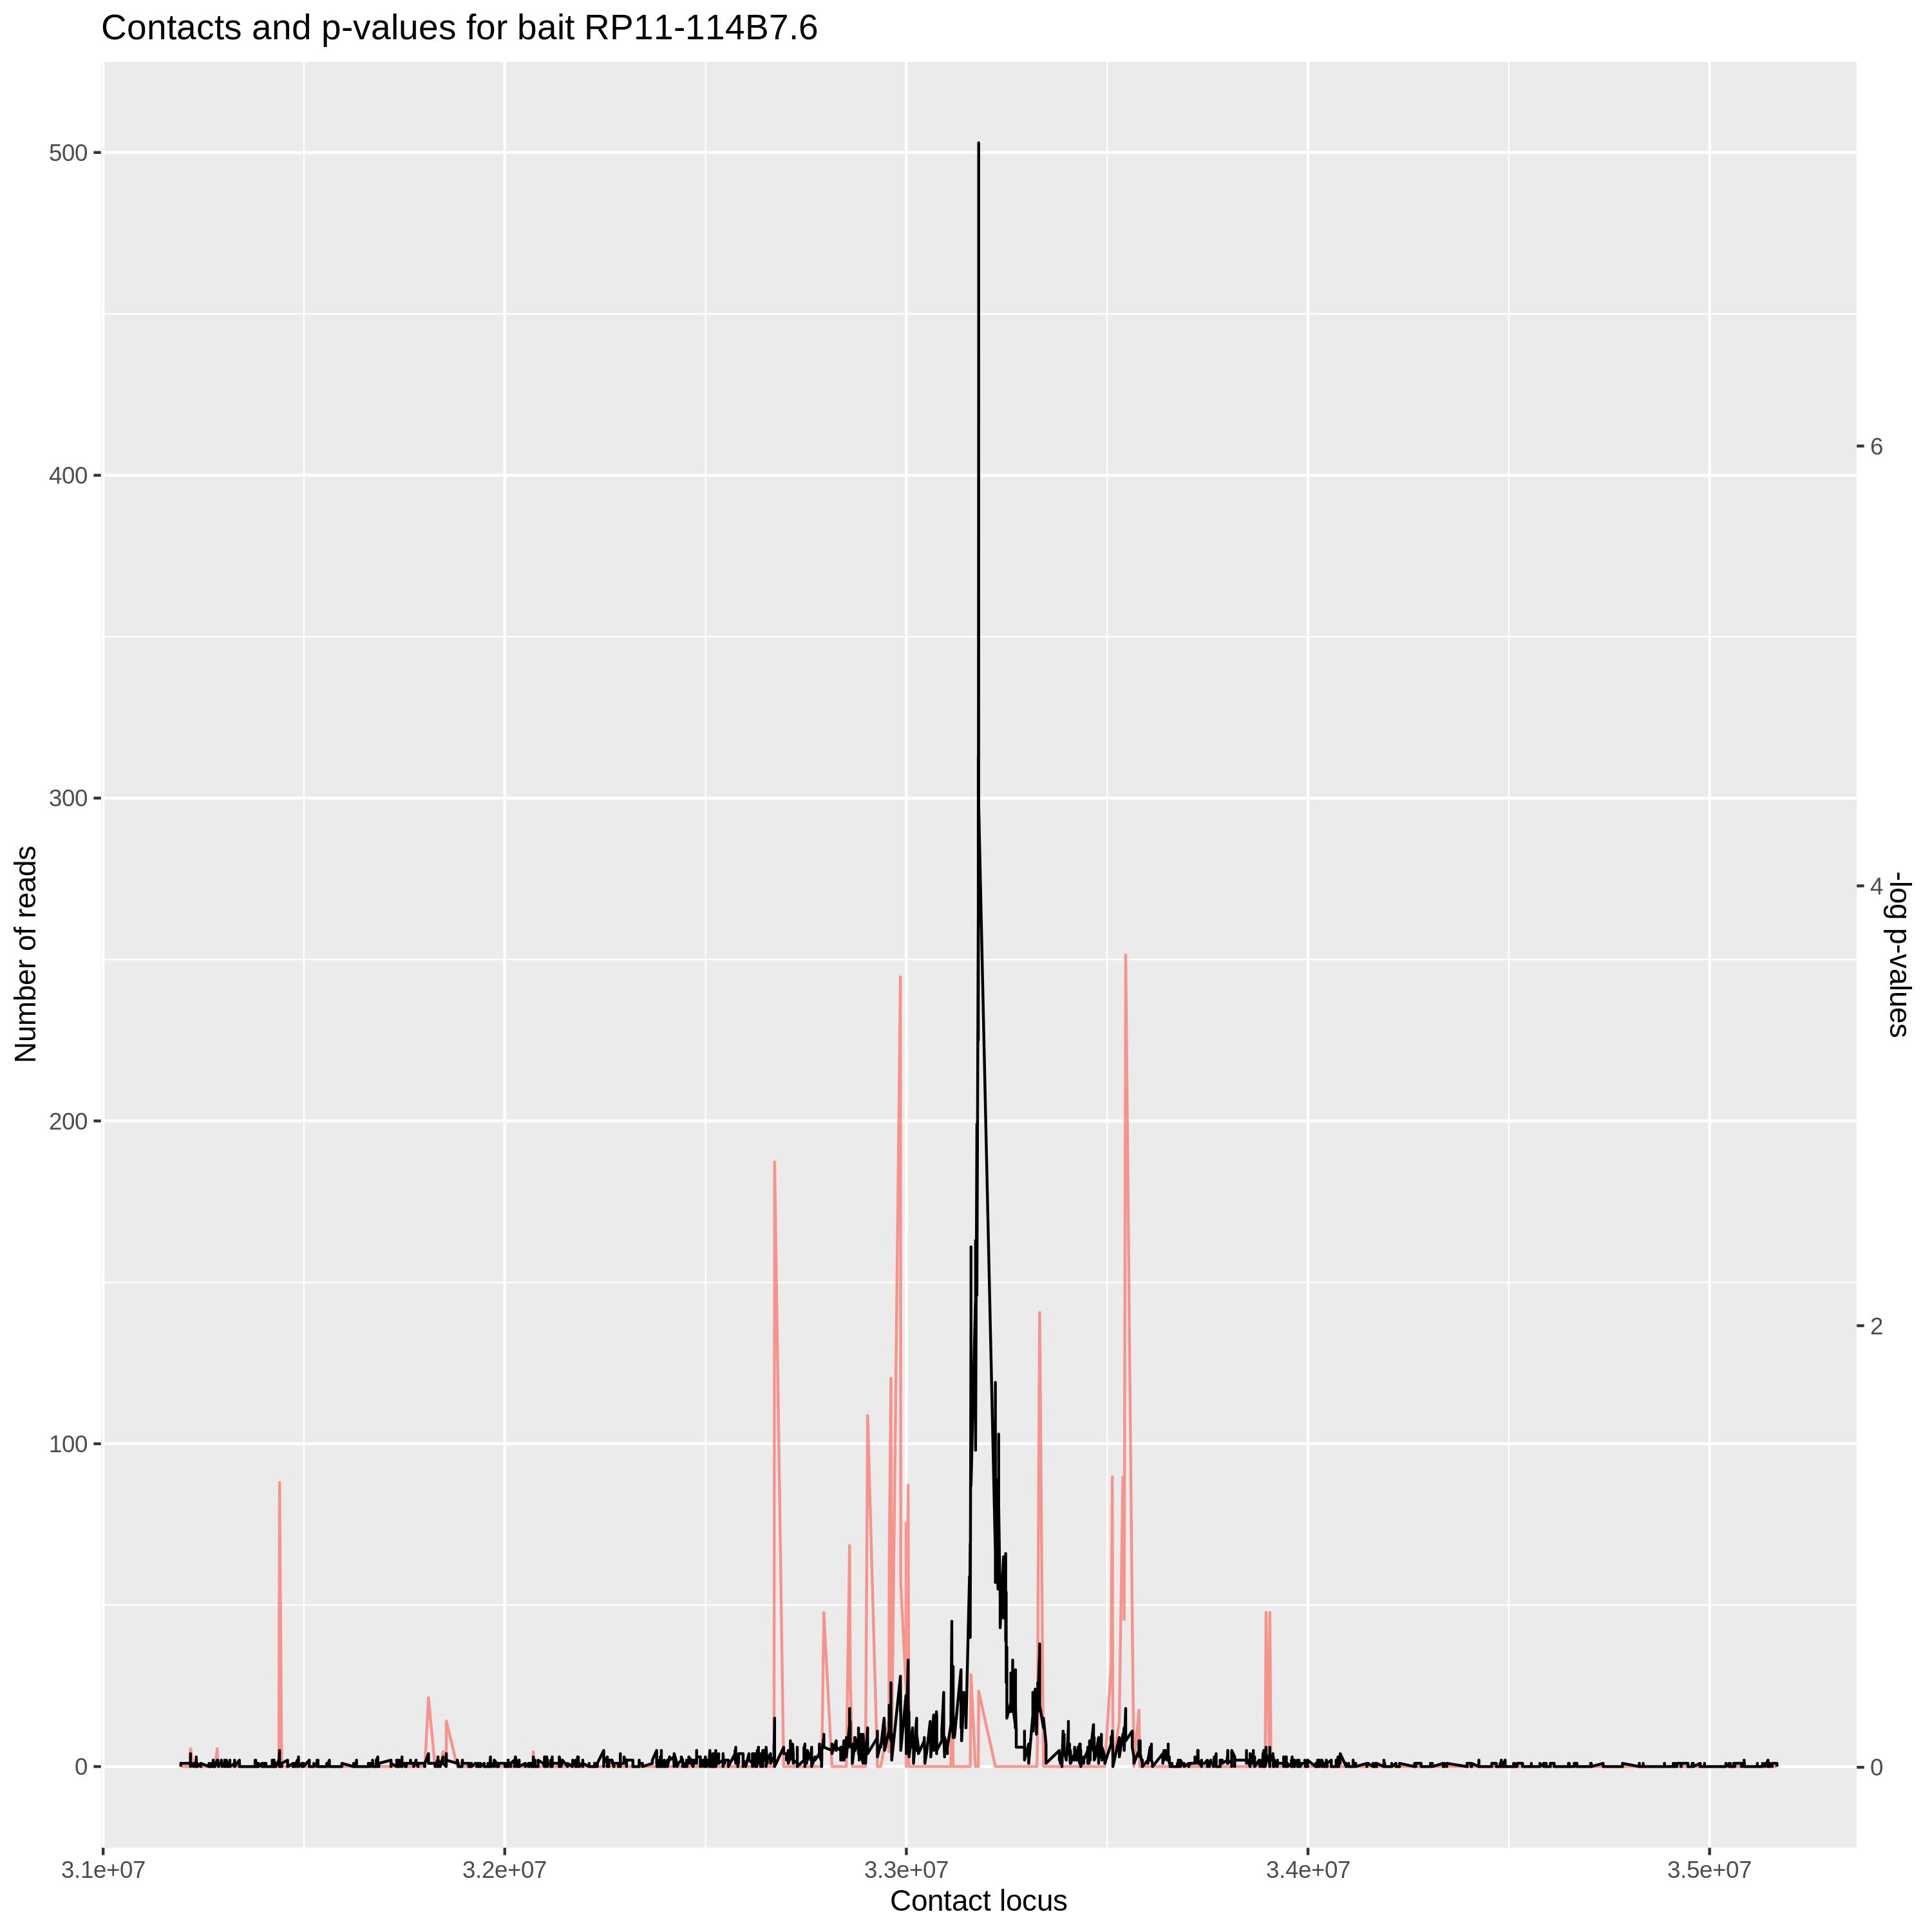 Contacts and p-values for bait RP11-114B7.6
500
400
300
200
100
0
Number of reads
6
4
2
0
-log p-values
3.1e+07 3.2e+07 3.3e+07 3.4e+07 3.5e+07
Contact locus